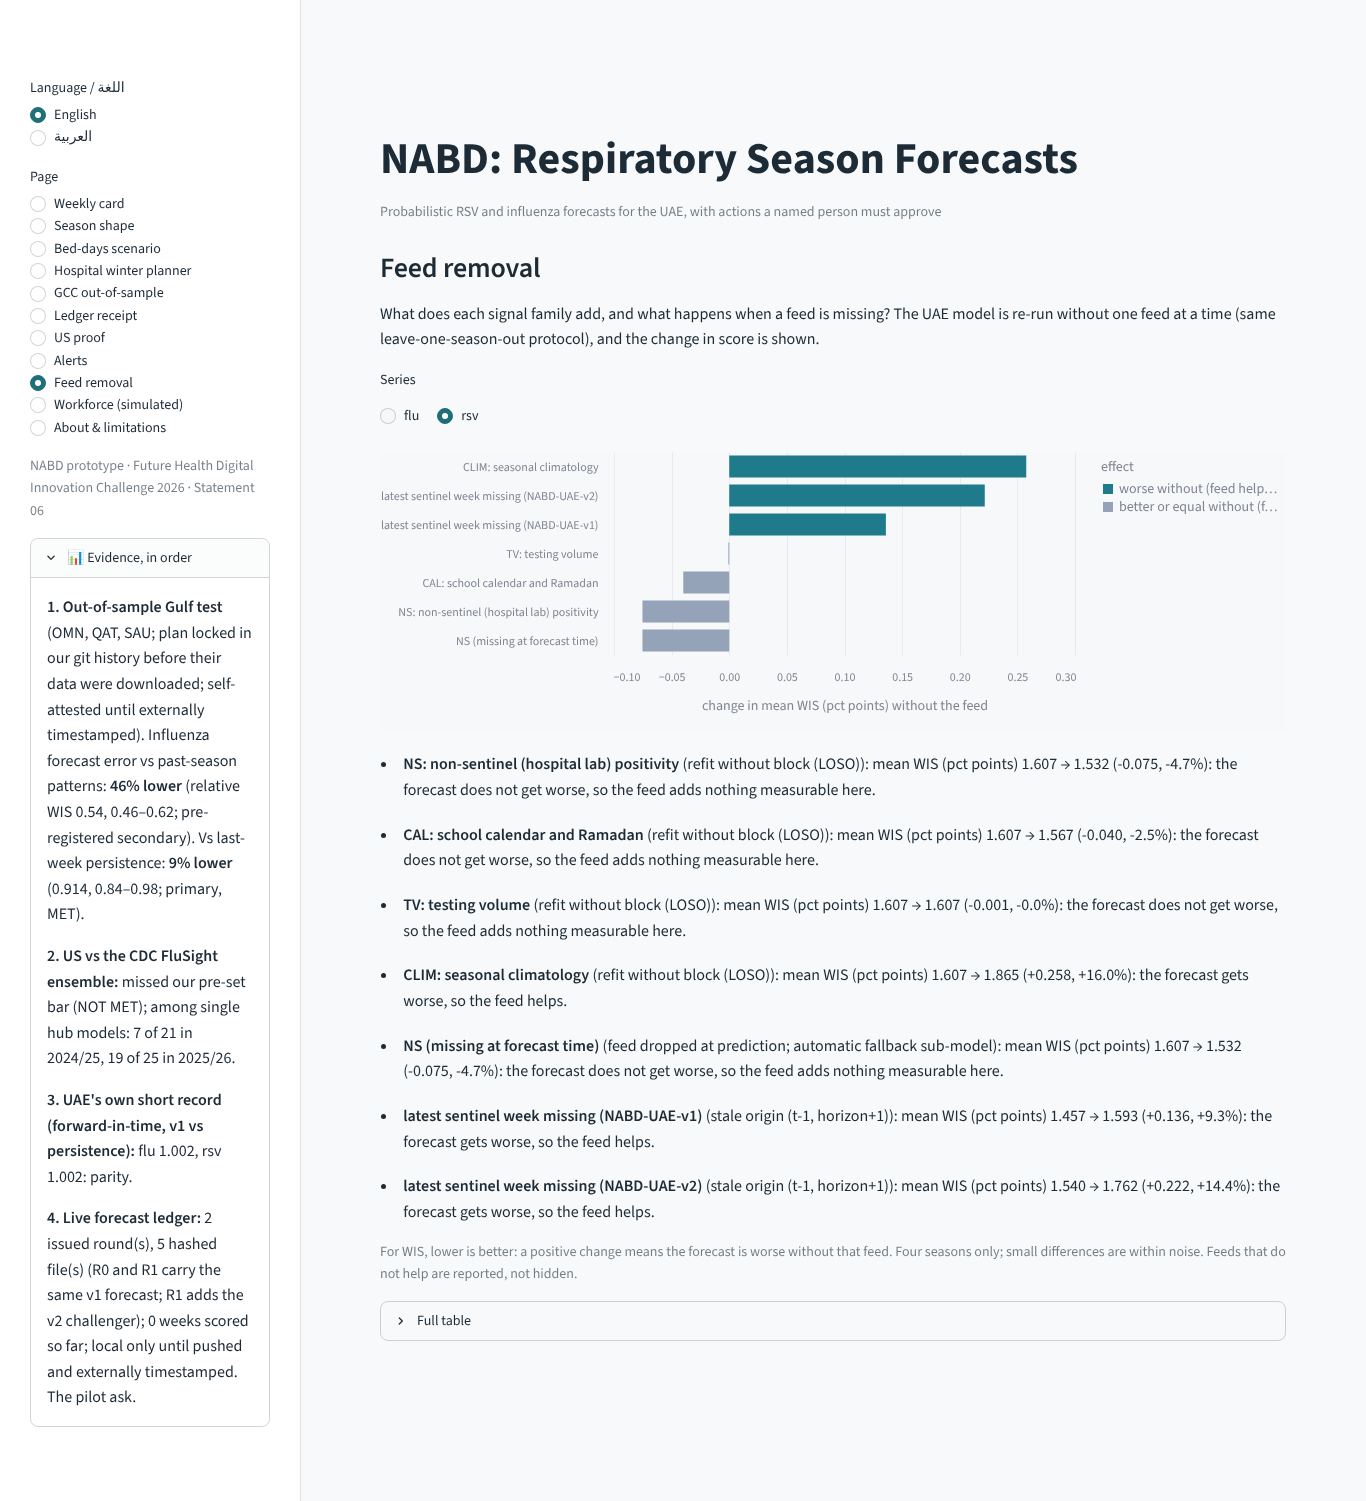 Language / اللغة
English
العربية
Page
Weekly card
Season shape
Bed-days scenario
Hospital winter planner
GCC out-of-sample
Ledger receipt
US proof
Alerts
Feed removal
Workforce (simulated)
About & limitations
NABD prototype · Future Health Digital
Innovation Challenge 2026 · Statement
06
📊 Evidence, in order
1. Out-of-sample Gulf test
(OMN, QAT, SAU; plan locked in
our git history before their
data were downloaded; self-
attested until externally
timestamped). Influenza
forecast error vs past-season
patterns: 46% lower (relative
WIS 0.54, 0.46–0.62; pre-
registered secondary). Vs last-
week persistence: 9% lower
(0.914, 0.84–0.98; primary,
MET).
2. US vs the CDC FluSight
ensemble: missed our pre-set
bar (NOT MET); among single
hub models: 7 of 21 in
2024/25, 19 of 25 in 2025/26.
3. UAE's own short record
(forward-in-time, v1 vs
persistence): flu 1.002, rsv
1.002: parity.
4. Live forecast ledger: 2
issued round(s), 5 hashed
file(s) (R0 and R1 carry the
same v1 forecast; R1 adds the
v2 challenger); 0 weeks scored
so far; local only until pushed
and externally timestamped.
The pilot ask.
NABD: Respiratory Season Forecasts
Probabilistic RSV and influenza forecasts for the UAE, with actions a named person must approve
Feed removal
What does each signal family add, and what happens when a feed is missing? The UAE model is re-run without one feed at a time (same
leave-one-season-out protocol), and the change in score is shown.
Series
flu rsv
CLIM: seasonal climatology
latest sentinel week missing (NABD-UAE-v2)
latest sentinel week missing (NABD-UAE-v1)
TV: testing volume
CAL: school calendar and Ramadan
NS: non-sentinel (hospital lab) positivity
NS (missing at forecast time)
−0.10 −0.05 0.00 0.05 0.10 0.15 0.20 0.25 0.30
change in mean WIS (pct points) without the feed
effect
worse without (feed help…
better or equal without (f…
• NS: non-sentinel (hospital lab) positivity (refit without block (LOSO)): mean WIS (pct points) 1.607 → 1.532 (-0.075, -4.7%): the
forecast does not get worse, so the feed adds nothing measurable here.
• CAL: school calendar and Ramadan (refit without block (LOSO)): mean WIS (pct points) 1.607 → 1.567 (-0.040, -2.5%): the forecast
does not get worse, so the feed adds nothing measurable here.
• TV: testing volume (refit without block (LOSO)): mean WIS (pct points) 1.607 → 1.607 (-0.001, -0.0%): the forecast does not get worse,
so the feed adds nothing measurable here.
• CLIM: seasonal climatology (refit without block (LOSO)): mean WIS (pct points) 1.607 → 1.865 (+0.258, +16.0%): the forecast gets
worse, so the feed helps.
• NS (missing at forecast time) (feed dropped at prediction; automatic fallback sub-model): mean WIS (pct points) 1.607 → 1.532
(-0.075, -4.7%): the forecast does not get worse, so the feed adds nothing measurable here.
• latest sentinel week missing (NABD-UAE-v1) (stale origin (t-1, horizon+1)): mean WIS (pct points) 1.457 → 1.593 (+0.136, +9.3%): the
forecast gets worse, so the feed helps.
• latest sentinel week missing (NABD-UAE-v2) (stale origin (t-1, horizon+1)): mean WIS (pct points) 1.540 → 1.762 (+0.222, +14.4%): the
forecast gets worse, so the feed helps.
For WIS, lower is better: a positive change means the forecast is worse without that feed. Four seasons only; small differences are within noise. Feeds that do
not help are reported, not hidden.
Full table